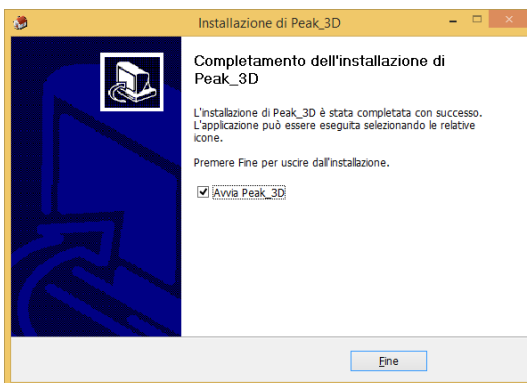 Installazione di Peak_3D
Completamento dell'installazione di
Peak_3D
L'installazione di Peak_3D è stata completata con successo.
L'applicazione può essere eseguita selezionando le relative
icone.
Premere Fine per uscire dall'installazione.
Avvia Peak_3D
Fine